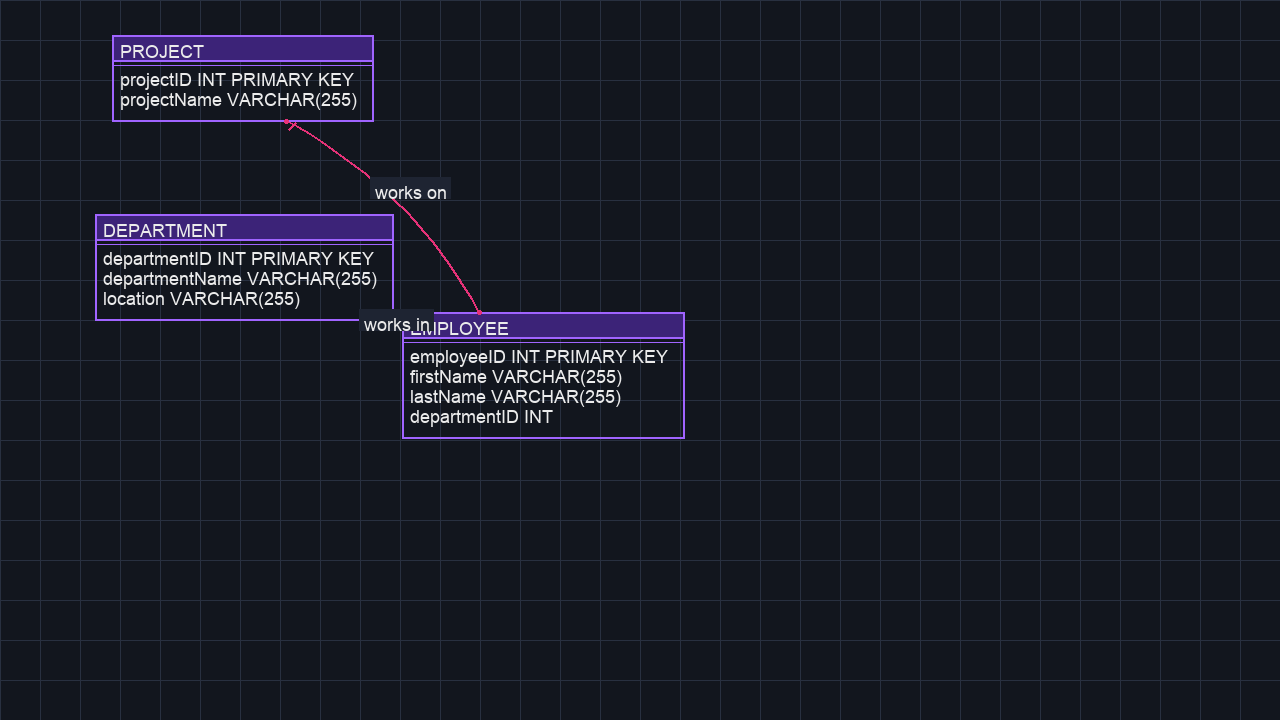 PROJECT
projectID INT PRIMARY KEY
projectName VARCHAR(255)
works on
DEPARTMENT
departmentID INT PRIMARY KEY
departmentName VARCHAR(255)
location VARCHAR(255)
works in
EMPLOYEE
employeeID INT PRIMARY KEY
firstName VARCHAR(255)
lastName VARCHAR(255)
departmentID INT